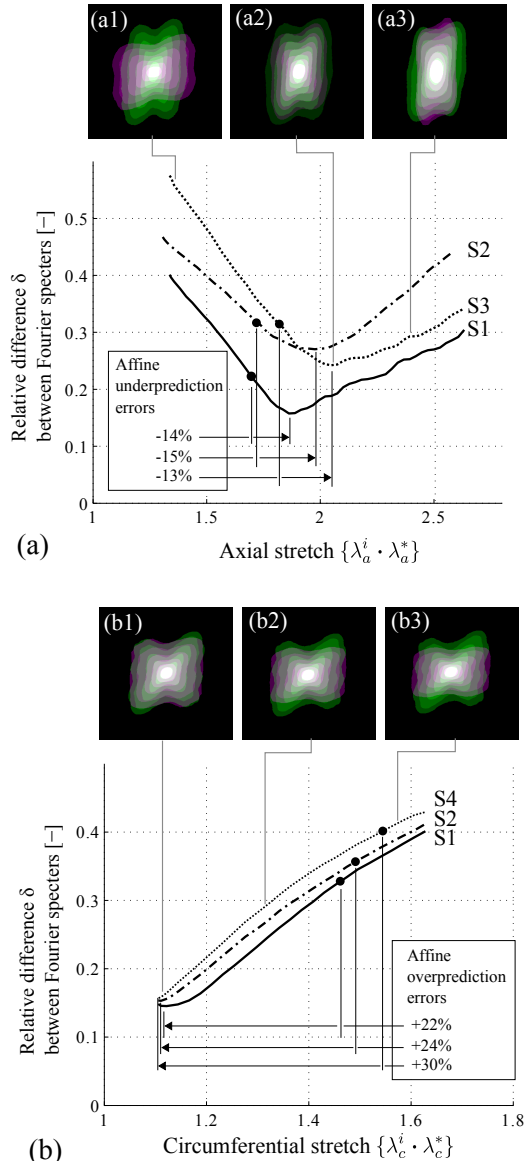 (a1) (a2) (a3)
Relative difference δ
between Fourier specters [−]
0.5
0.4
0.3
0.2
0.1
0
S2
S3
S1
Affine
underprediction
errors
-14%
-15%
-13%
1 1.5 2 2.5
(a)
Axial stretch {λ_a^i · λ_a^*}
(b1) (b2) (b3)
Relative difference δ
between Fourier specters [−]
0.4
0.3
0.2
0.1
0
S4
S2
S1
Affine
overprediction
errors
+22%
+24%
+30%
1 1.2 1.4 1.6 1.8
(b)
Circumferential stretch {λ_c^i · λ_c^*}